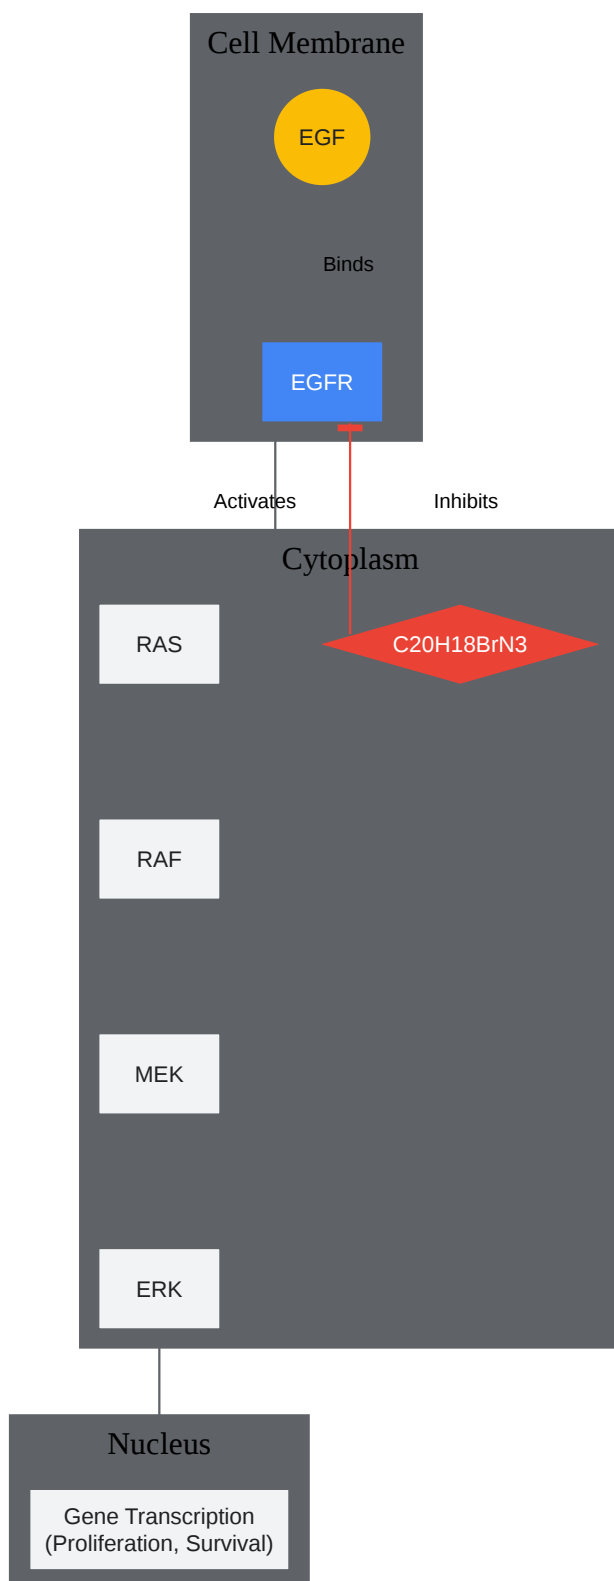 Cell Membrane
EGF
Binds
EGFR
Activates
Inhibits
Cytoplasm
RAS
C20H18BrN3
RAF
MEK
ERK
Nucleus
Gene Transcription
(Proliferation, Survival)